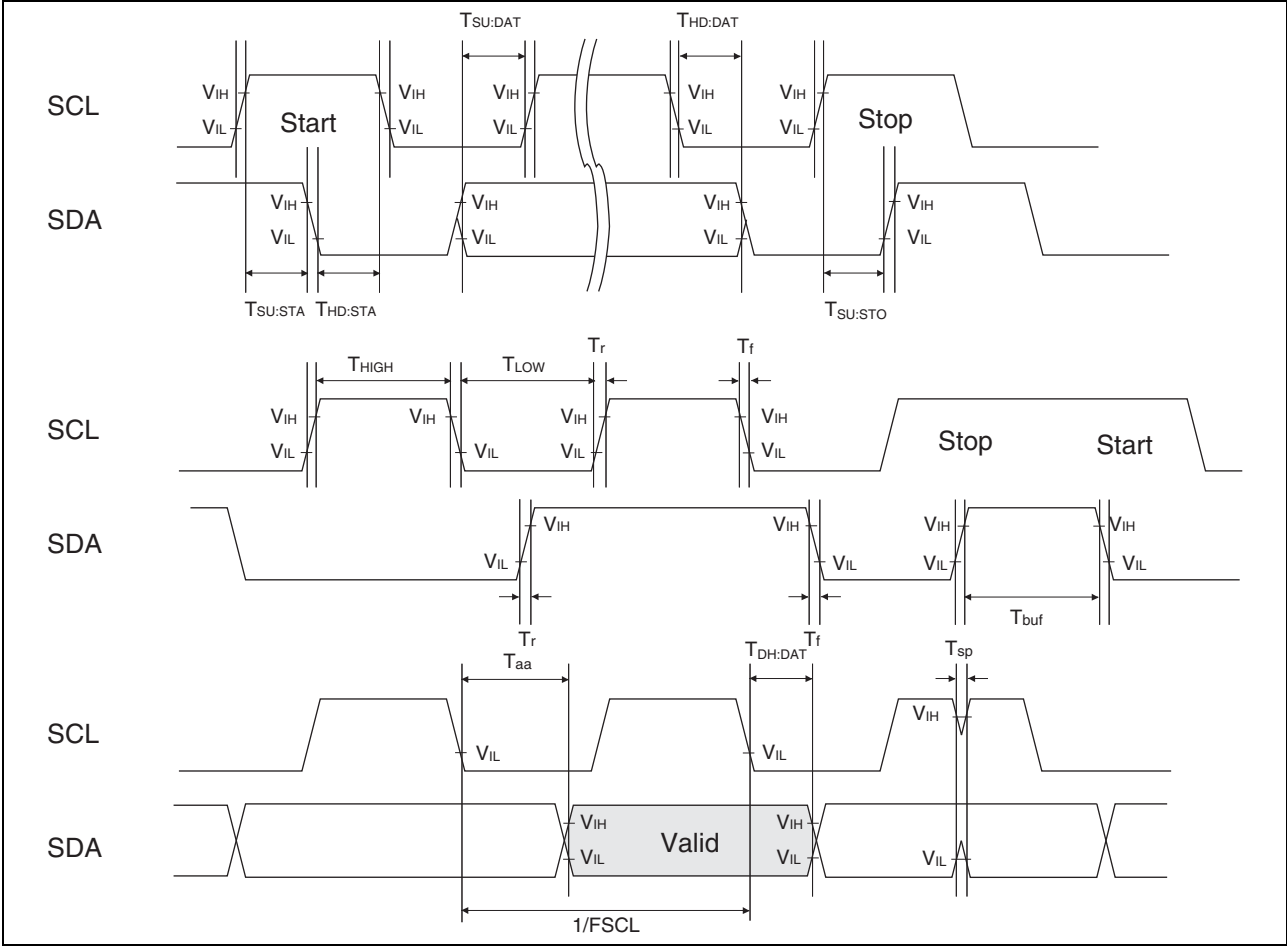 TSU:DAT THD:DAT
SCL VIH VIH VIH VIH VIH
VIL Start VIL VIL VIL VIL Stop
SDA VIH VIH VIH VIH
VIL VIL VIL VIL
TSU:STA THD:STA TSU:STO
THIGH TLOW Tr Tf
SCL VIH VIH VIH VIH Stop Start
VIL VIL VIL VIL
SDA VIH VIH VIH VIH
VIL VIL VIL VIL
Tbuf
Tr Tf
Taa TDH:DAT Tsp
SCL VIH
VIL VIL
SDA VIH Valid VIH
VIL VIL VIL
1/FSCL